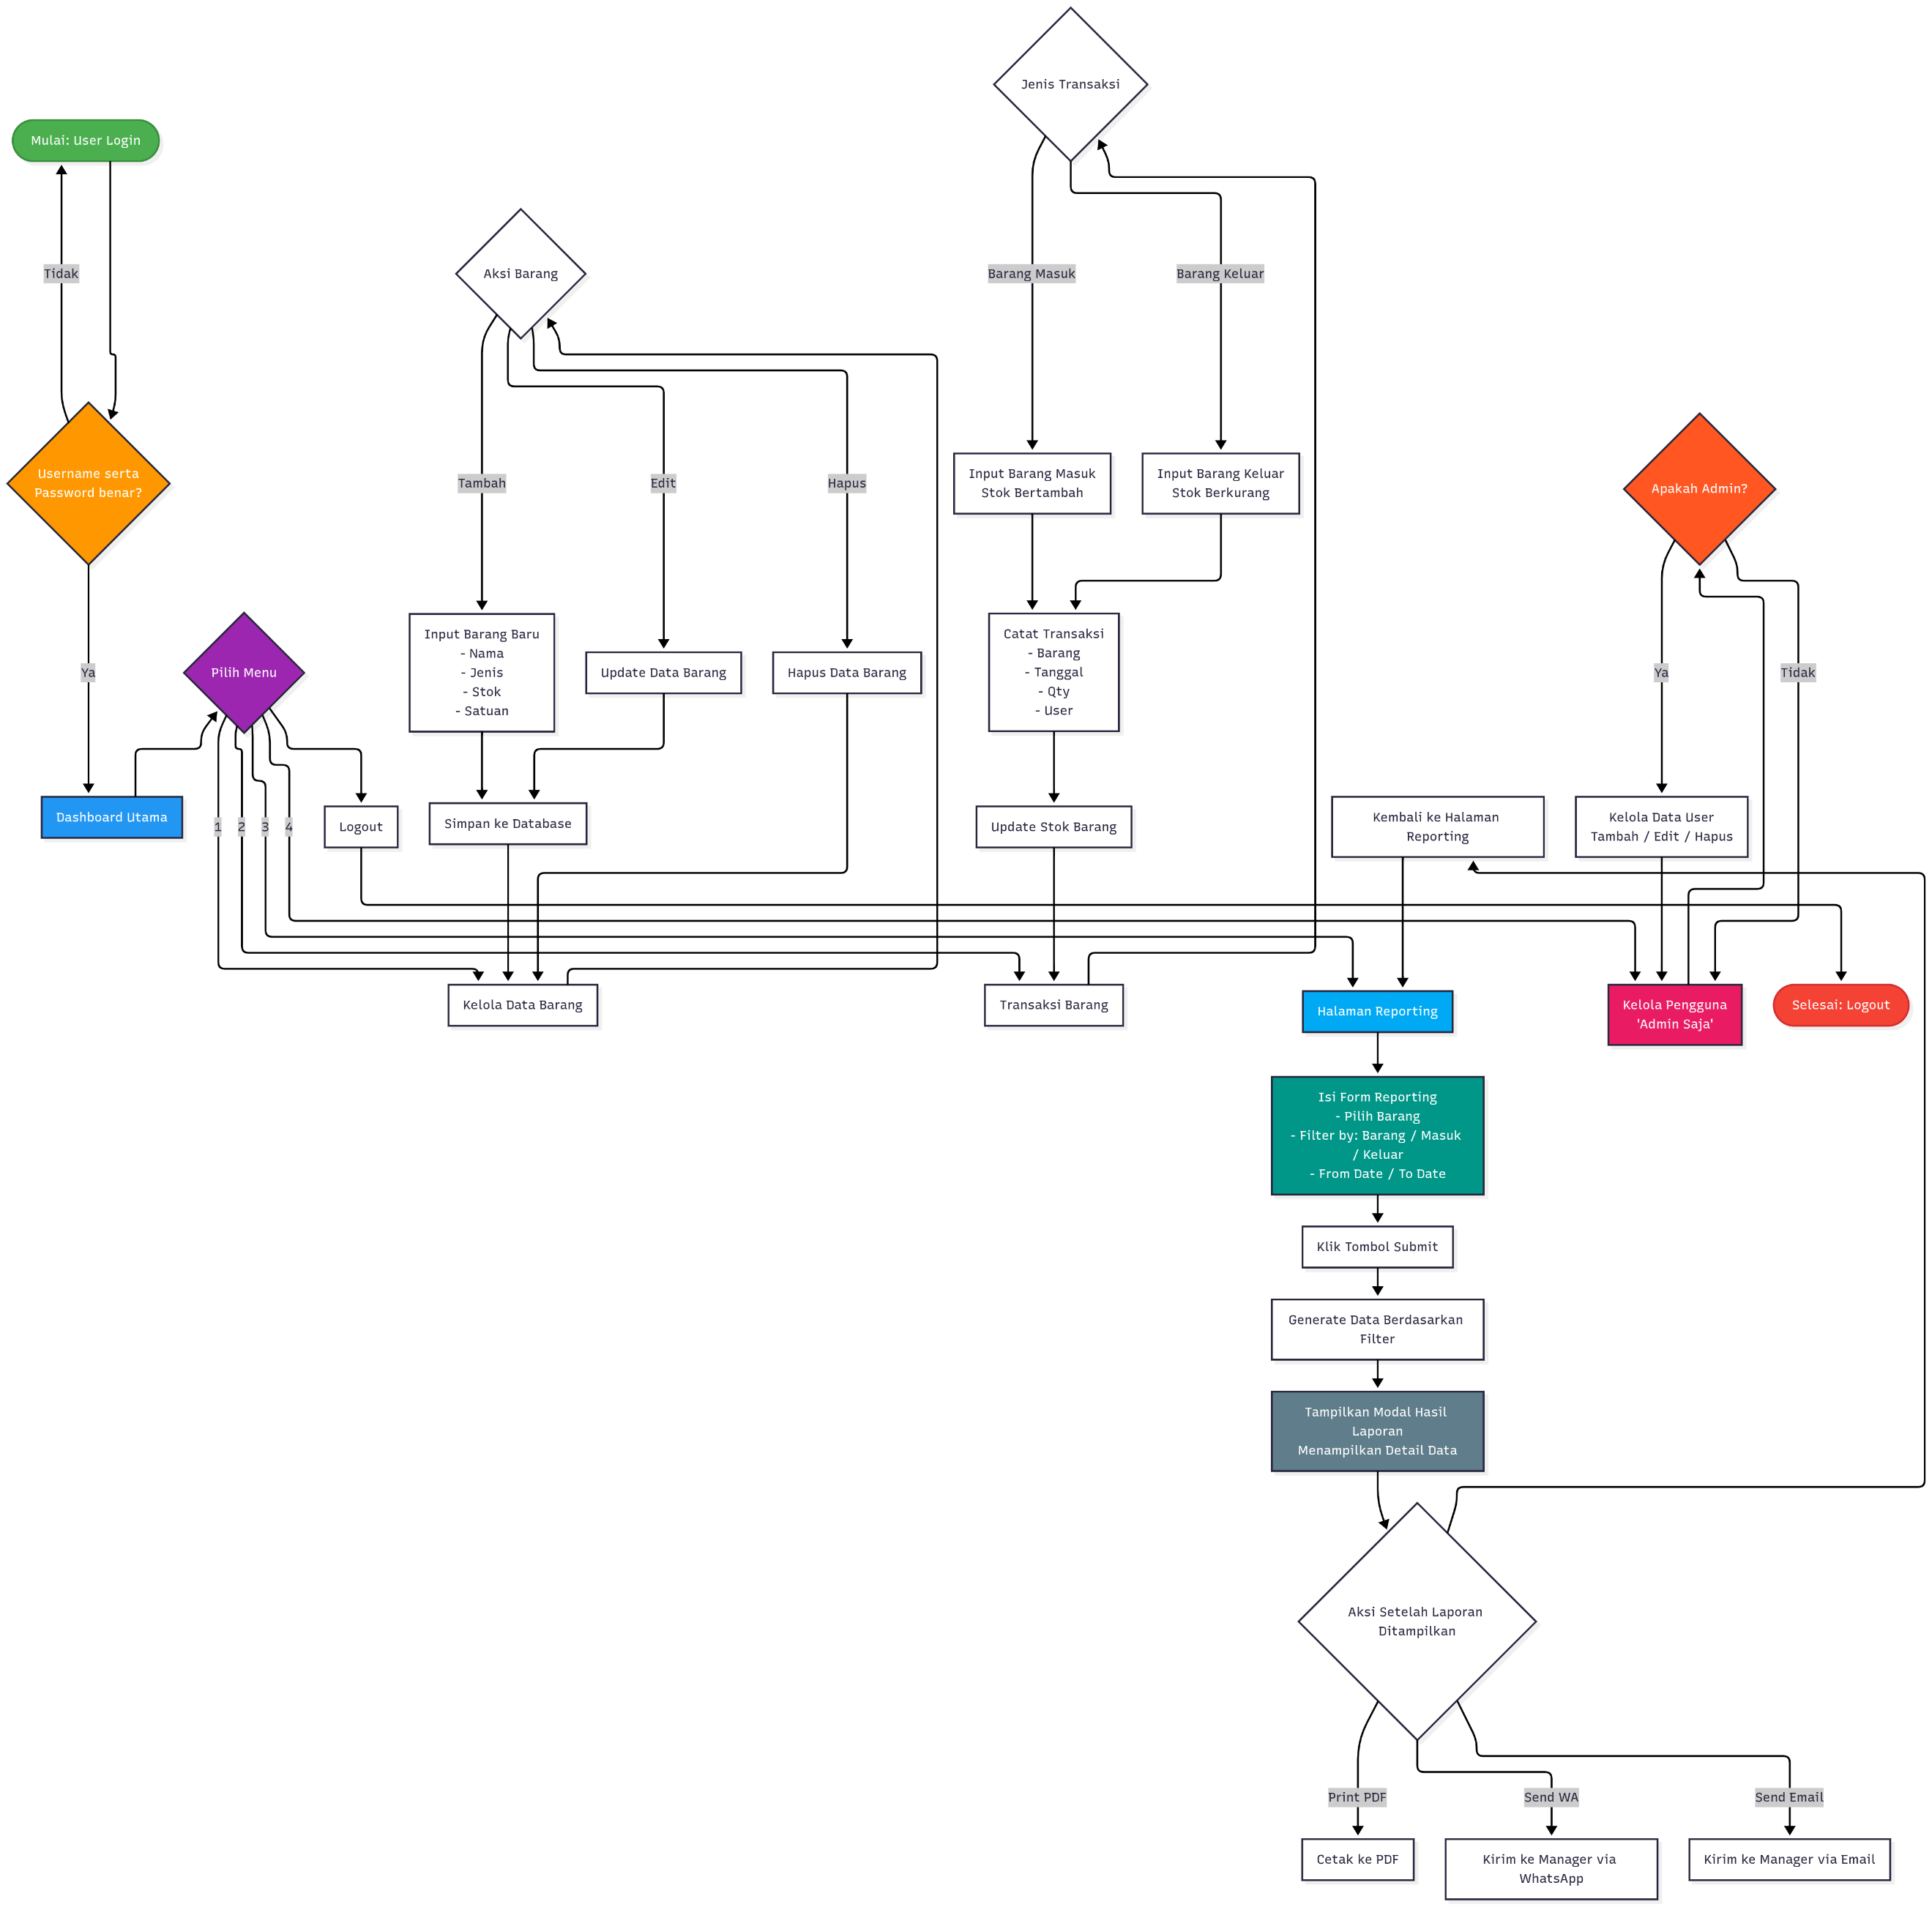 Jenis Transaksi
Mulai: User Login
Tidak
Aksi Barang
Barang Masuk
Barang Keluar
Username serta
Password benar?
Tambah
Edit
Hapus
Input Barang Masuk
Stok Bertambah
Input Barang Keluar
Stok Berkurang
Apakah Admin?
Ya
Pilih Menu
Input Barang Baru
- Nama
- Jenis
- Stok
- Satuan
Update Data Barang
Hapus Data Barang
Catat Transaksi
- Barang
- Tanggal
- Qty
- User
Ya
Tidak
Dashboard Utama
1
2
3
4
Logout
Simpan ke Database
Update Stok Barang
Kembali ke Halaman
Reporting
Kelola Data User
Tambah / Edit / Hapus
Kelola Data Barang
Transaksi Barang
Halaman Reporting
Kelola Pengguna
'Admin Saja'
Selesai: Logout
Isi Form Reporting
- Pilih Barang
- Filter by: Barang / Masuk
/ Keluar
- From Date / To Date
Klik Tombol Submit
Generate Data Berdasarkan
Filter
Tampilkan Modal Hasil
Laporan
Menampilkan Detail Data
Aksi Setelah Laporan
Ditampilkan
Print PDF
Send WA
Send Email
Cetak ke PDF
Kirim ke Manager via
WhatsApp
Kirim ke Manager via Email